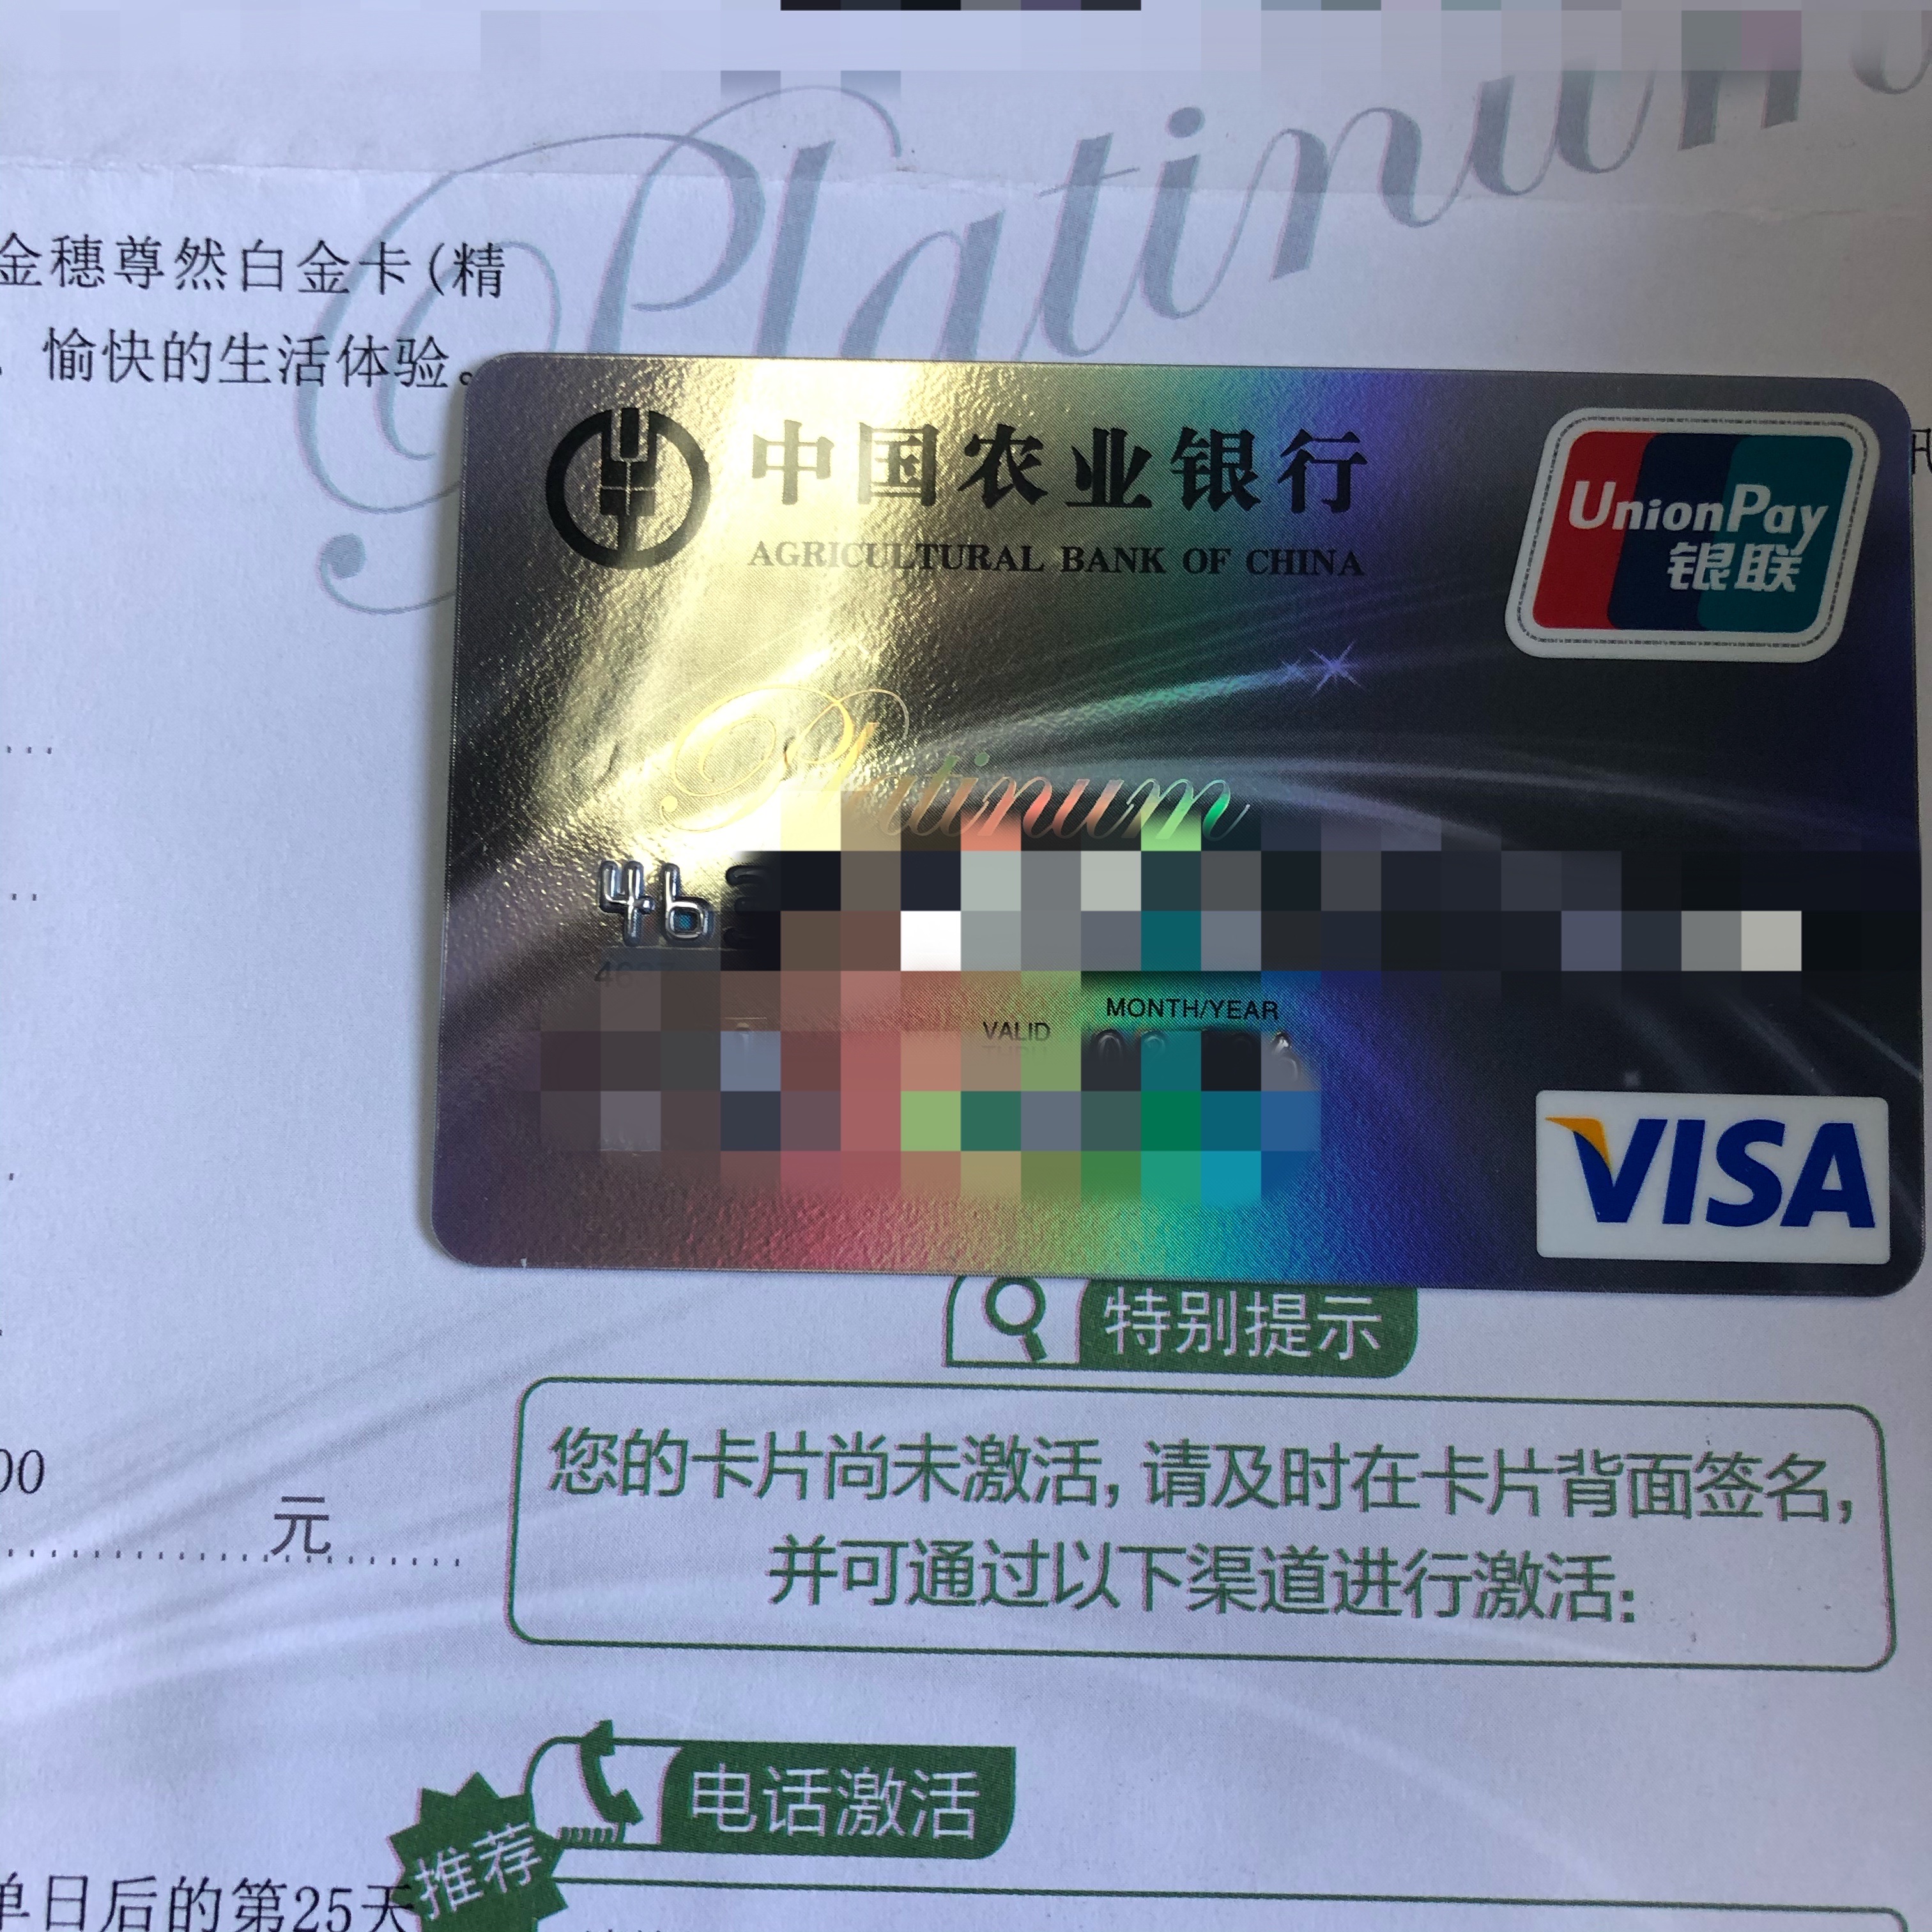 Platinum
金穗尊然白金卡(精
愉快的生活体验。
中国农业银行
AGRICULTURAL BANK OF CHINA
UnionPay
银联
Platinum
46
MONTH/YEAR
VALID
VISA
特别提示
您的卡片尚未激活,请及时在卡片背面签名,
并可通过以下渠道进行激活:
00
元
电话激活
推荐
单日后的第25天